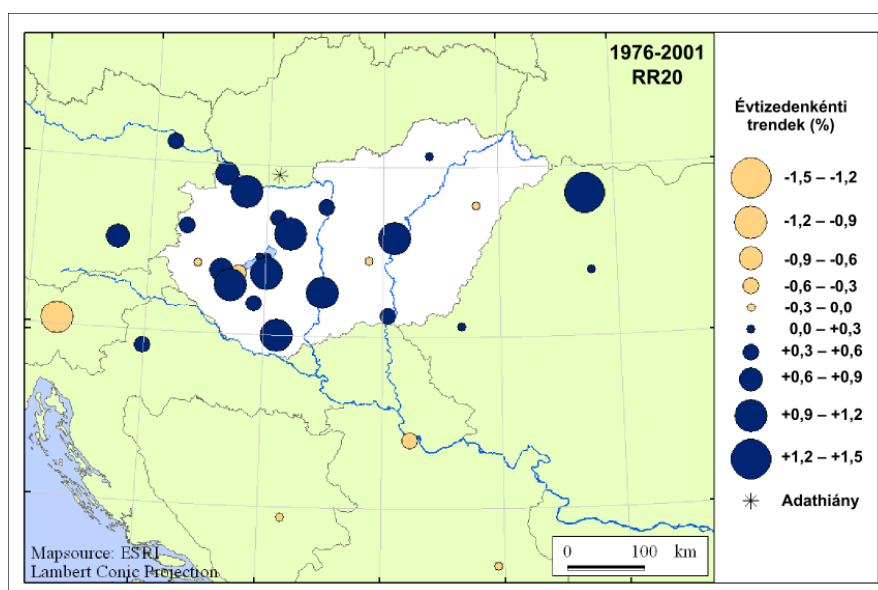 1976-2001
RR20
Évtizedenkénti
trendek (%)
-1,5 – -1,2
-1,2 – -0,9
-0,9 – -0,6
-0,6 – -0,3
-0,3 – 0,0
0,0 – +0,3
+0,3 – +0,6
+0,6 – +0,9
+0,9 – +1,2
+1,2 – +1,5
Adathiány
0 100 km
Mapsource: ESRI
Lambert Conic Projection